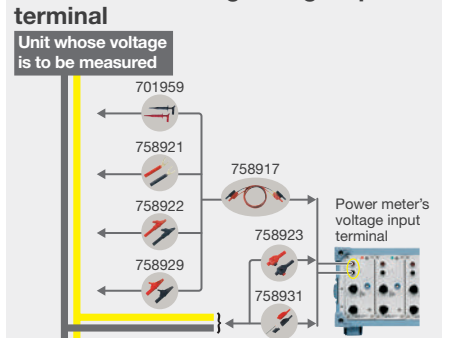 terminal
Unit whose voltage
is to be measured
701959
758921
758917
758922
Power meter's
voltage input
terminal
758923
758929
758931